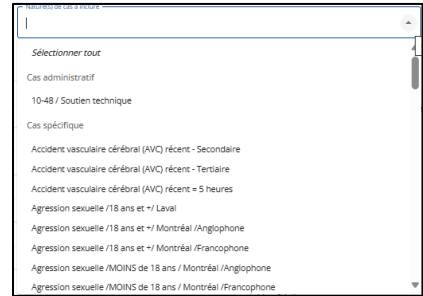 Nature(s) de cas à inclure
Sélectionner tout
Cas administratif
10-48 / Soutien technique
Cas spécifique
Accident vasculaire cérébral (AVC) récent - Secondaire
Accident vasculaire cérébral (AVC) récent - Tertiaire
Accident vasculaire cérébral (AVC) récent = 5 heures
Agression sexuelle /18 ans et +/ Laval
Agression sexuelle /18 ans et +/ Montréal /Anglophone
Agression sexuelle /18 ans et +/ Montréal /Francophone
Agression sexuelle /MOINS de 18 ans / Montréal /Anglophone
Agression sexuelle /MOINS de 18 ans / Montréal /Francophone